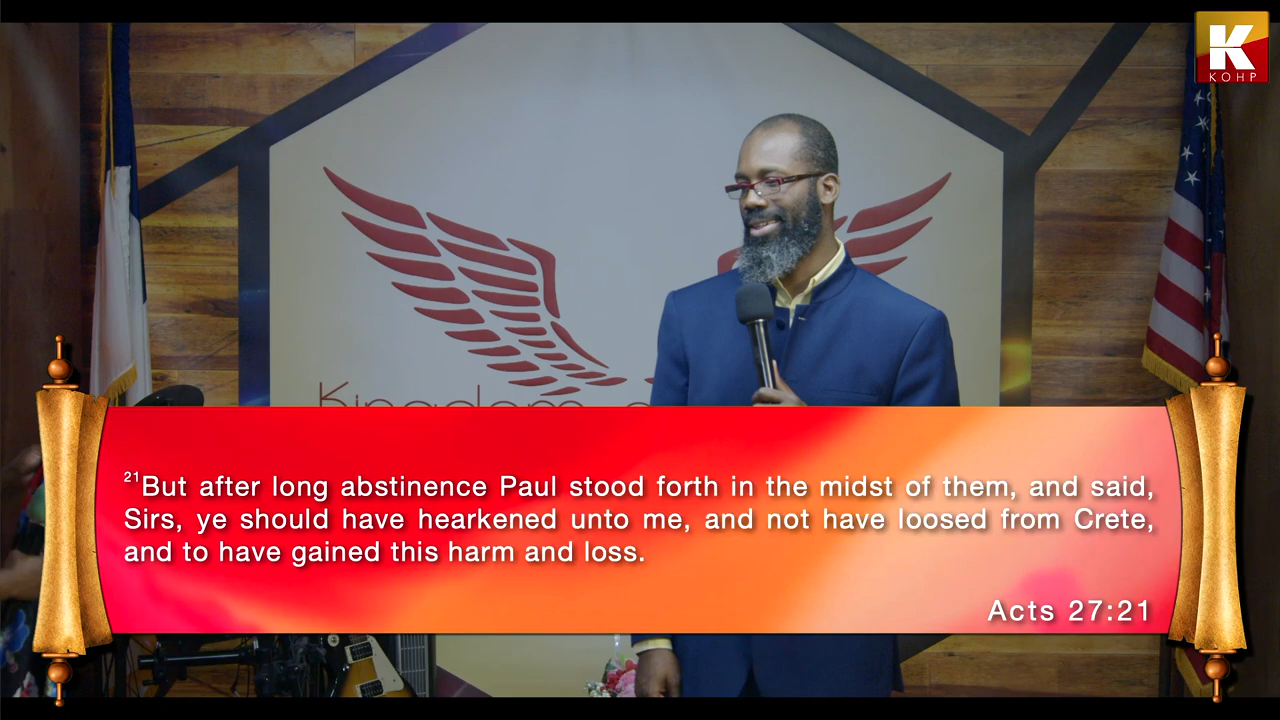 K
KOHP
Kingdom
21But after long abstinence Paul stood forth in the midst of them, and said,
Sirs, ye should have hearkened unto me, and not have loosed from Crete,
and to have gained this harm and loss.
Acts 27:21